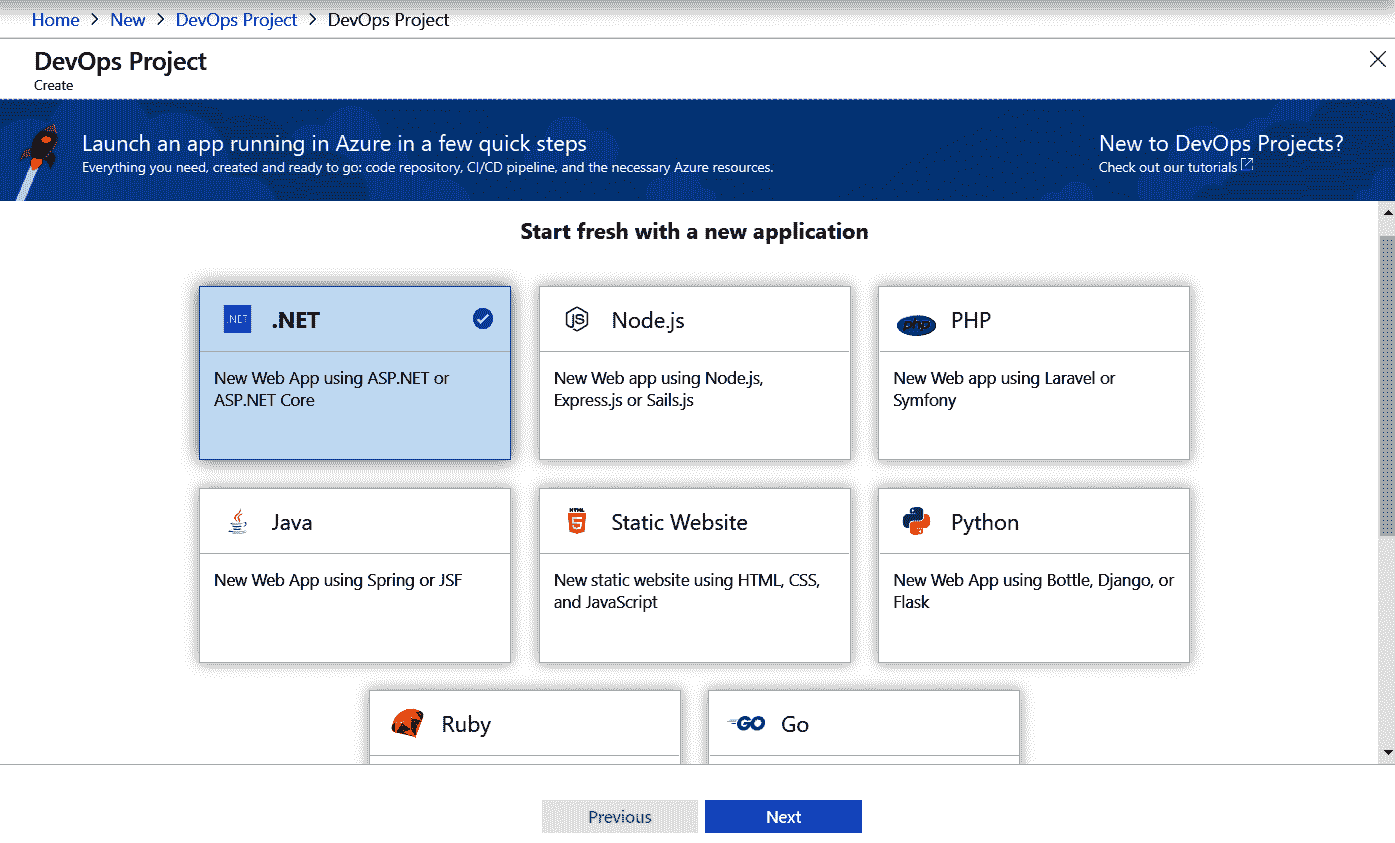 Home > New > DevOps Project > DevOps Project
DevOps Project
Create
Launch an app running in Azure in a few quick steps
Everything you need, created and ready to go: code repository, CI/CD pipeline, and the necessary Azure resources.
New to DevOps Projects?
Check out our tutorials
Start fresh with a new application
.NET .NET
New Web App using ASP.NET or
ASP.NET Core
JS Node.js
New Web app using Node.js,
Express.js or Sails.js
php PHP
New Web app using Laravel or
Symfony
Java
New Web App using Spring or JSF
HTML
5
Static Website
New static website using HTML, CSS,
and JavaScript
Python
New Web App using Bottle, Django, or
Flask
Ruby
GO Go
Previous
Next